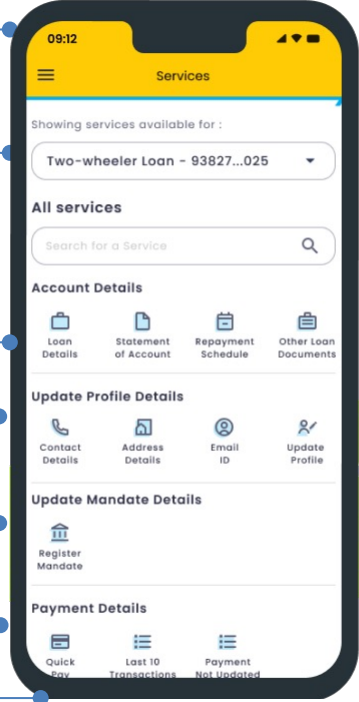 09:12
Services
Showing services available for :
Two-wheeler Loan - 93827...025
All services
Search for a Service
Account Details
Loan Details
Statement of Account
Repayment Schedule
Other Loan Documents
Update Profile Details
Contact Details
Address Details
Email ID
Update Profile
Update Mandate Details
Register Mandate
Payment Details
Quick Pay
Last 10 Transactions
Payment Not Updated